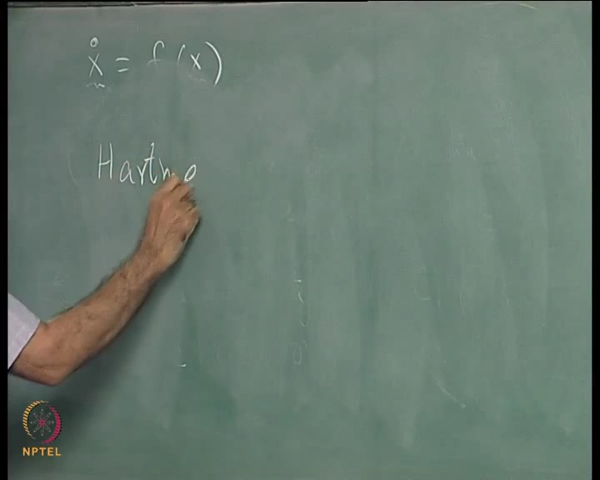 ẋ = f(x)
Hartm
NPTEL